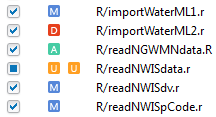 M R/importWaterML1.r
D R/importWaterML2.r
A R/readNGWMNdata.R
U U R/readNWISdata.r
M R/readNWISdv.r
M R/readNWISpCode.r